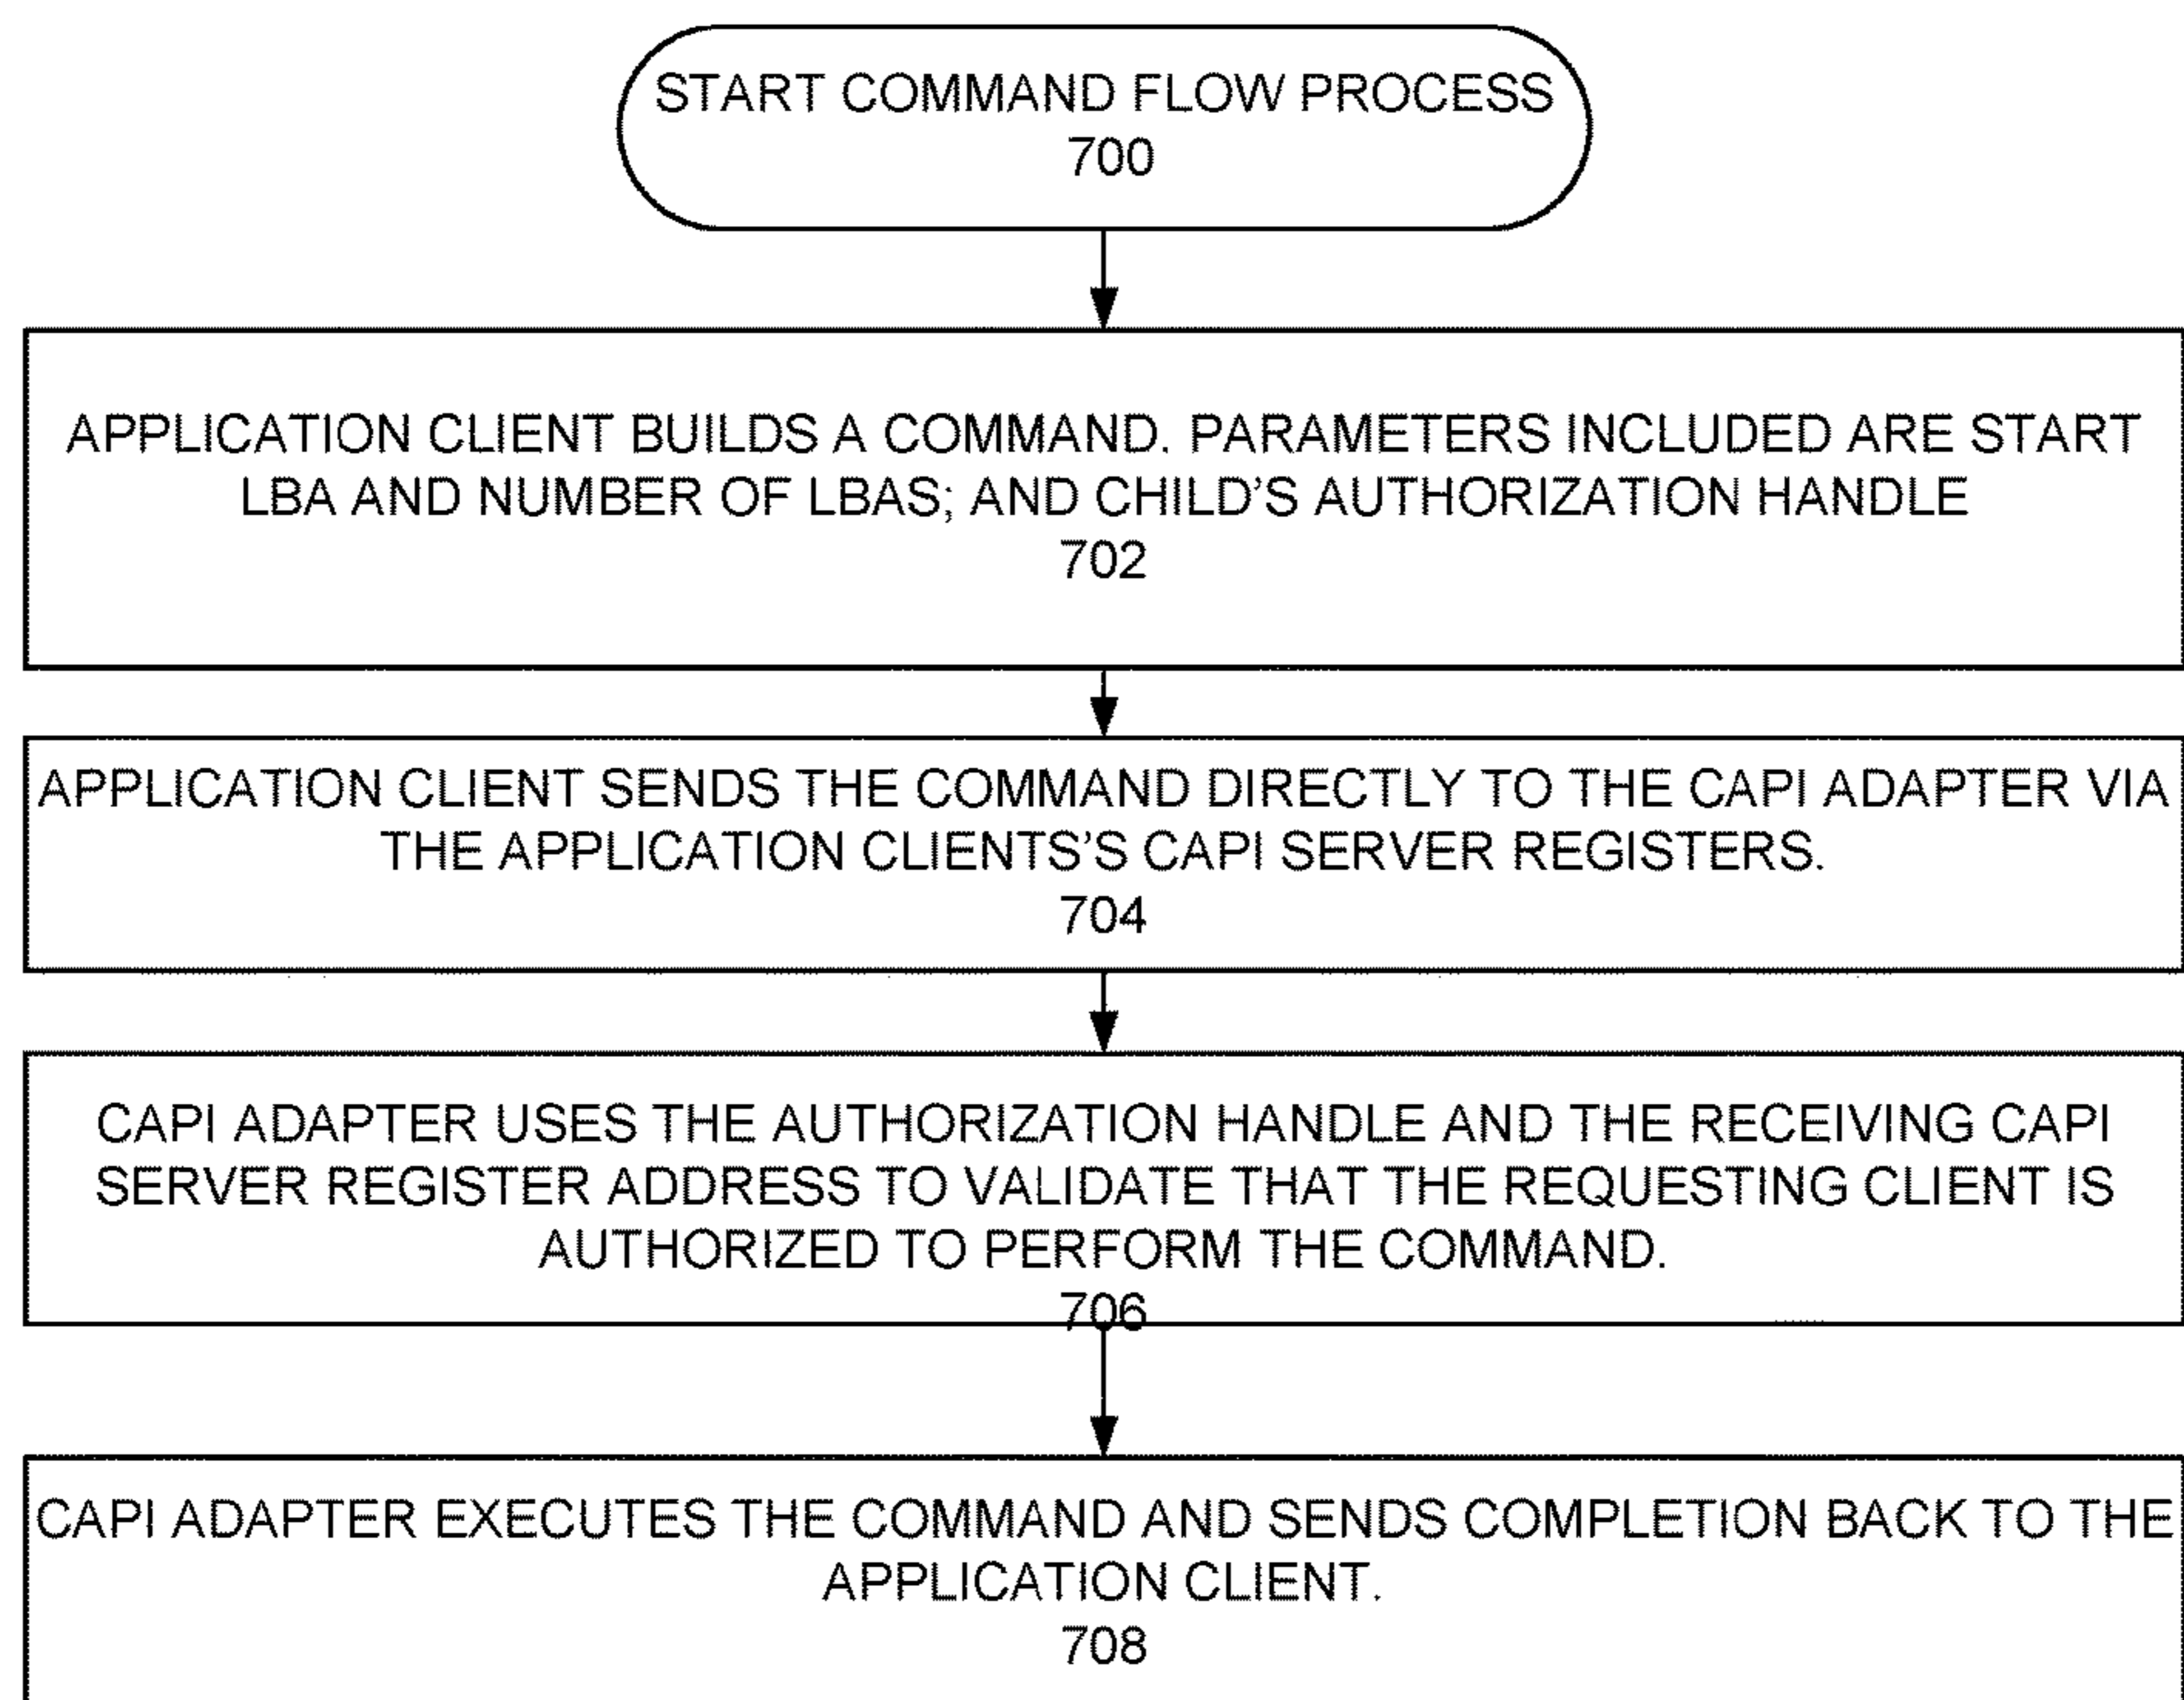 START COMMAND FLOW PROCESS
700
APPLICATION CLIENT BUILDS A COMMAND. PARAMETERS INCLUDED ARE START
LBA AND NUMBER OF LBAS; AND CHILD'S AUTHORIZATION HANDLE
702
APPLICATION CLIENT SENDS THE COMMAND DIRECTLY TO THE CAPI ADAPTER VIA
THE APPLICATION CLIENTS'S CAPI SERVER REGISTERS.
704
CAPI ADAPTER USES THE AUTHORIZATION HANDLE AND THE RECEIVING CAPI
SERVER REGISTER ADDRESS TO VALIDATE THAT THE REQUESTING CLIENT IS
AUTHORIZED TO PERFORM THE COMMAND.
706
CAPI ADAPTER EXECUTES THE COMMAND AND SENDS COMPLETION BACK TO THE
APPLICATION CLIENT.
708